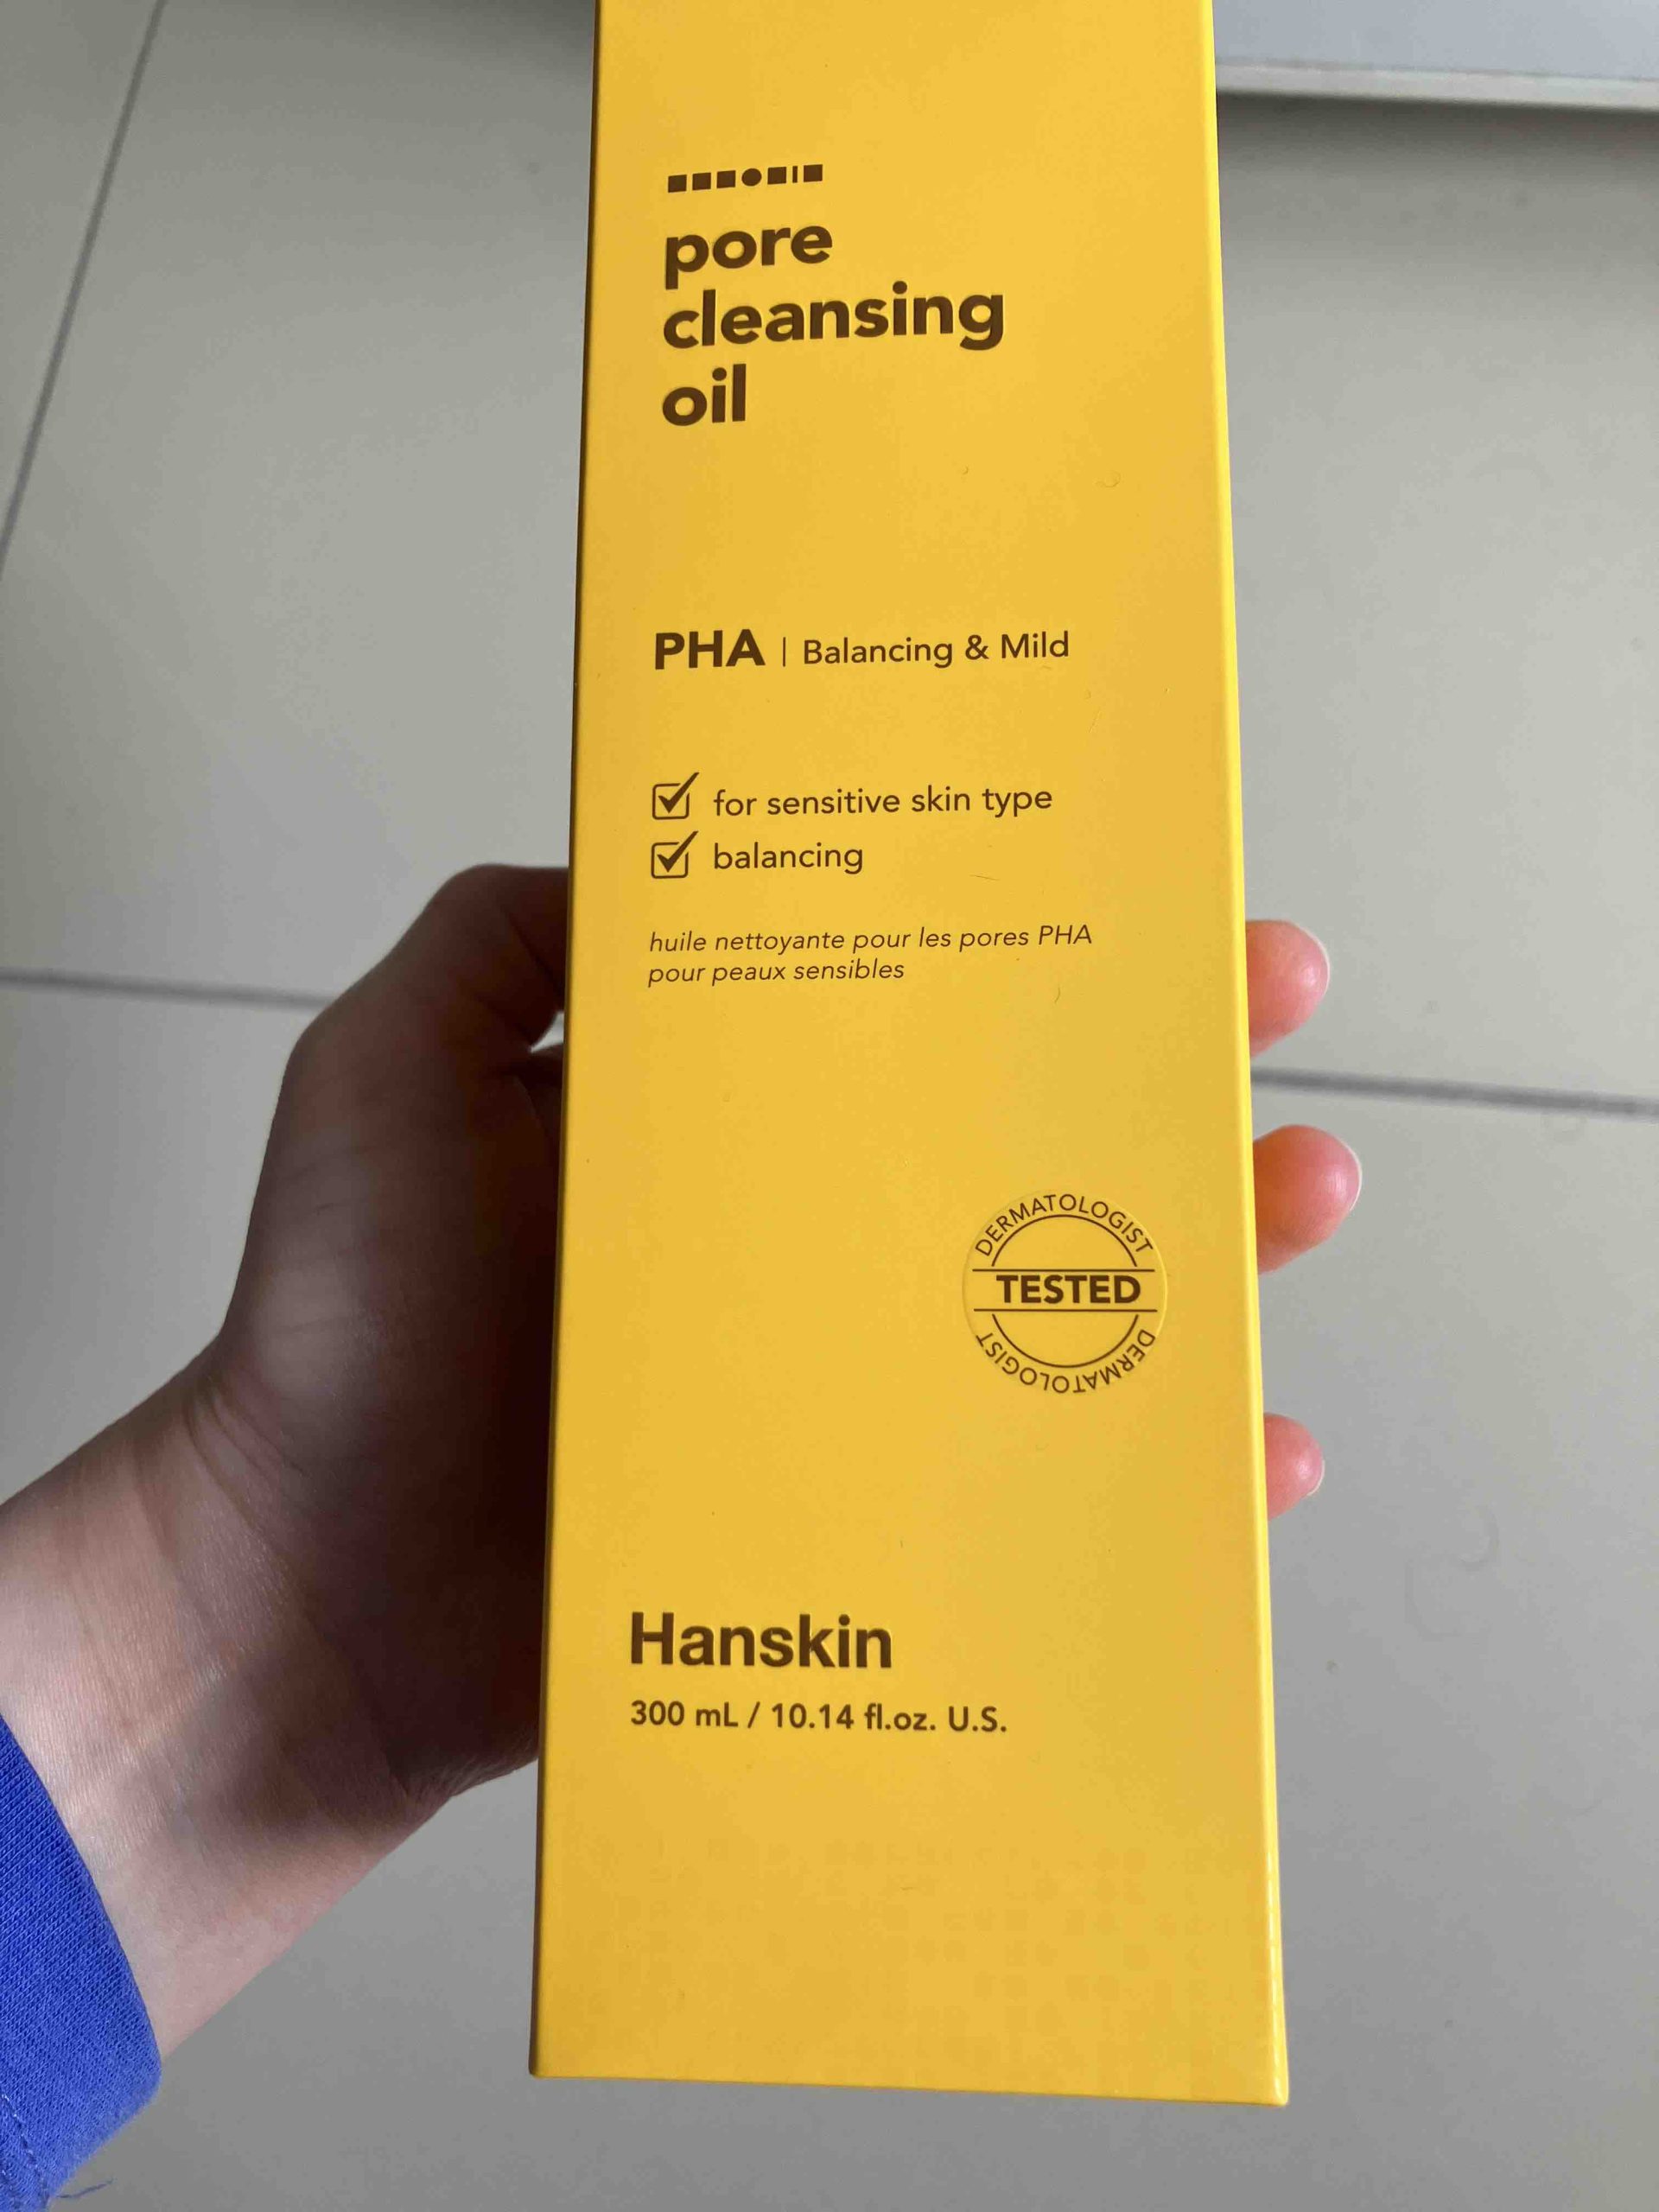 pore
cleansing
oil
PHA | Balancing & Mild
for sensitive skin type
balancing
huile nettoyante pour les pores PHA
pour peaux sensibles
DERMATOLOGIST
TESTED
DERMATOLOGIST
Hanskin
300 mL / 10.14 fl.oz. U.S.